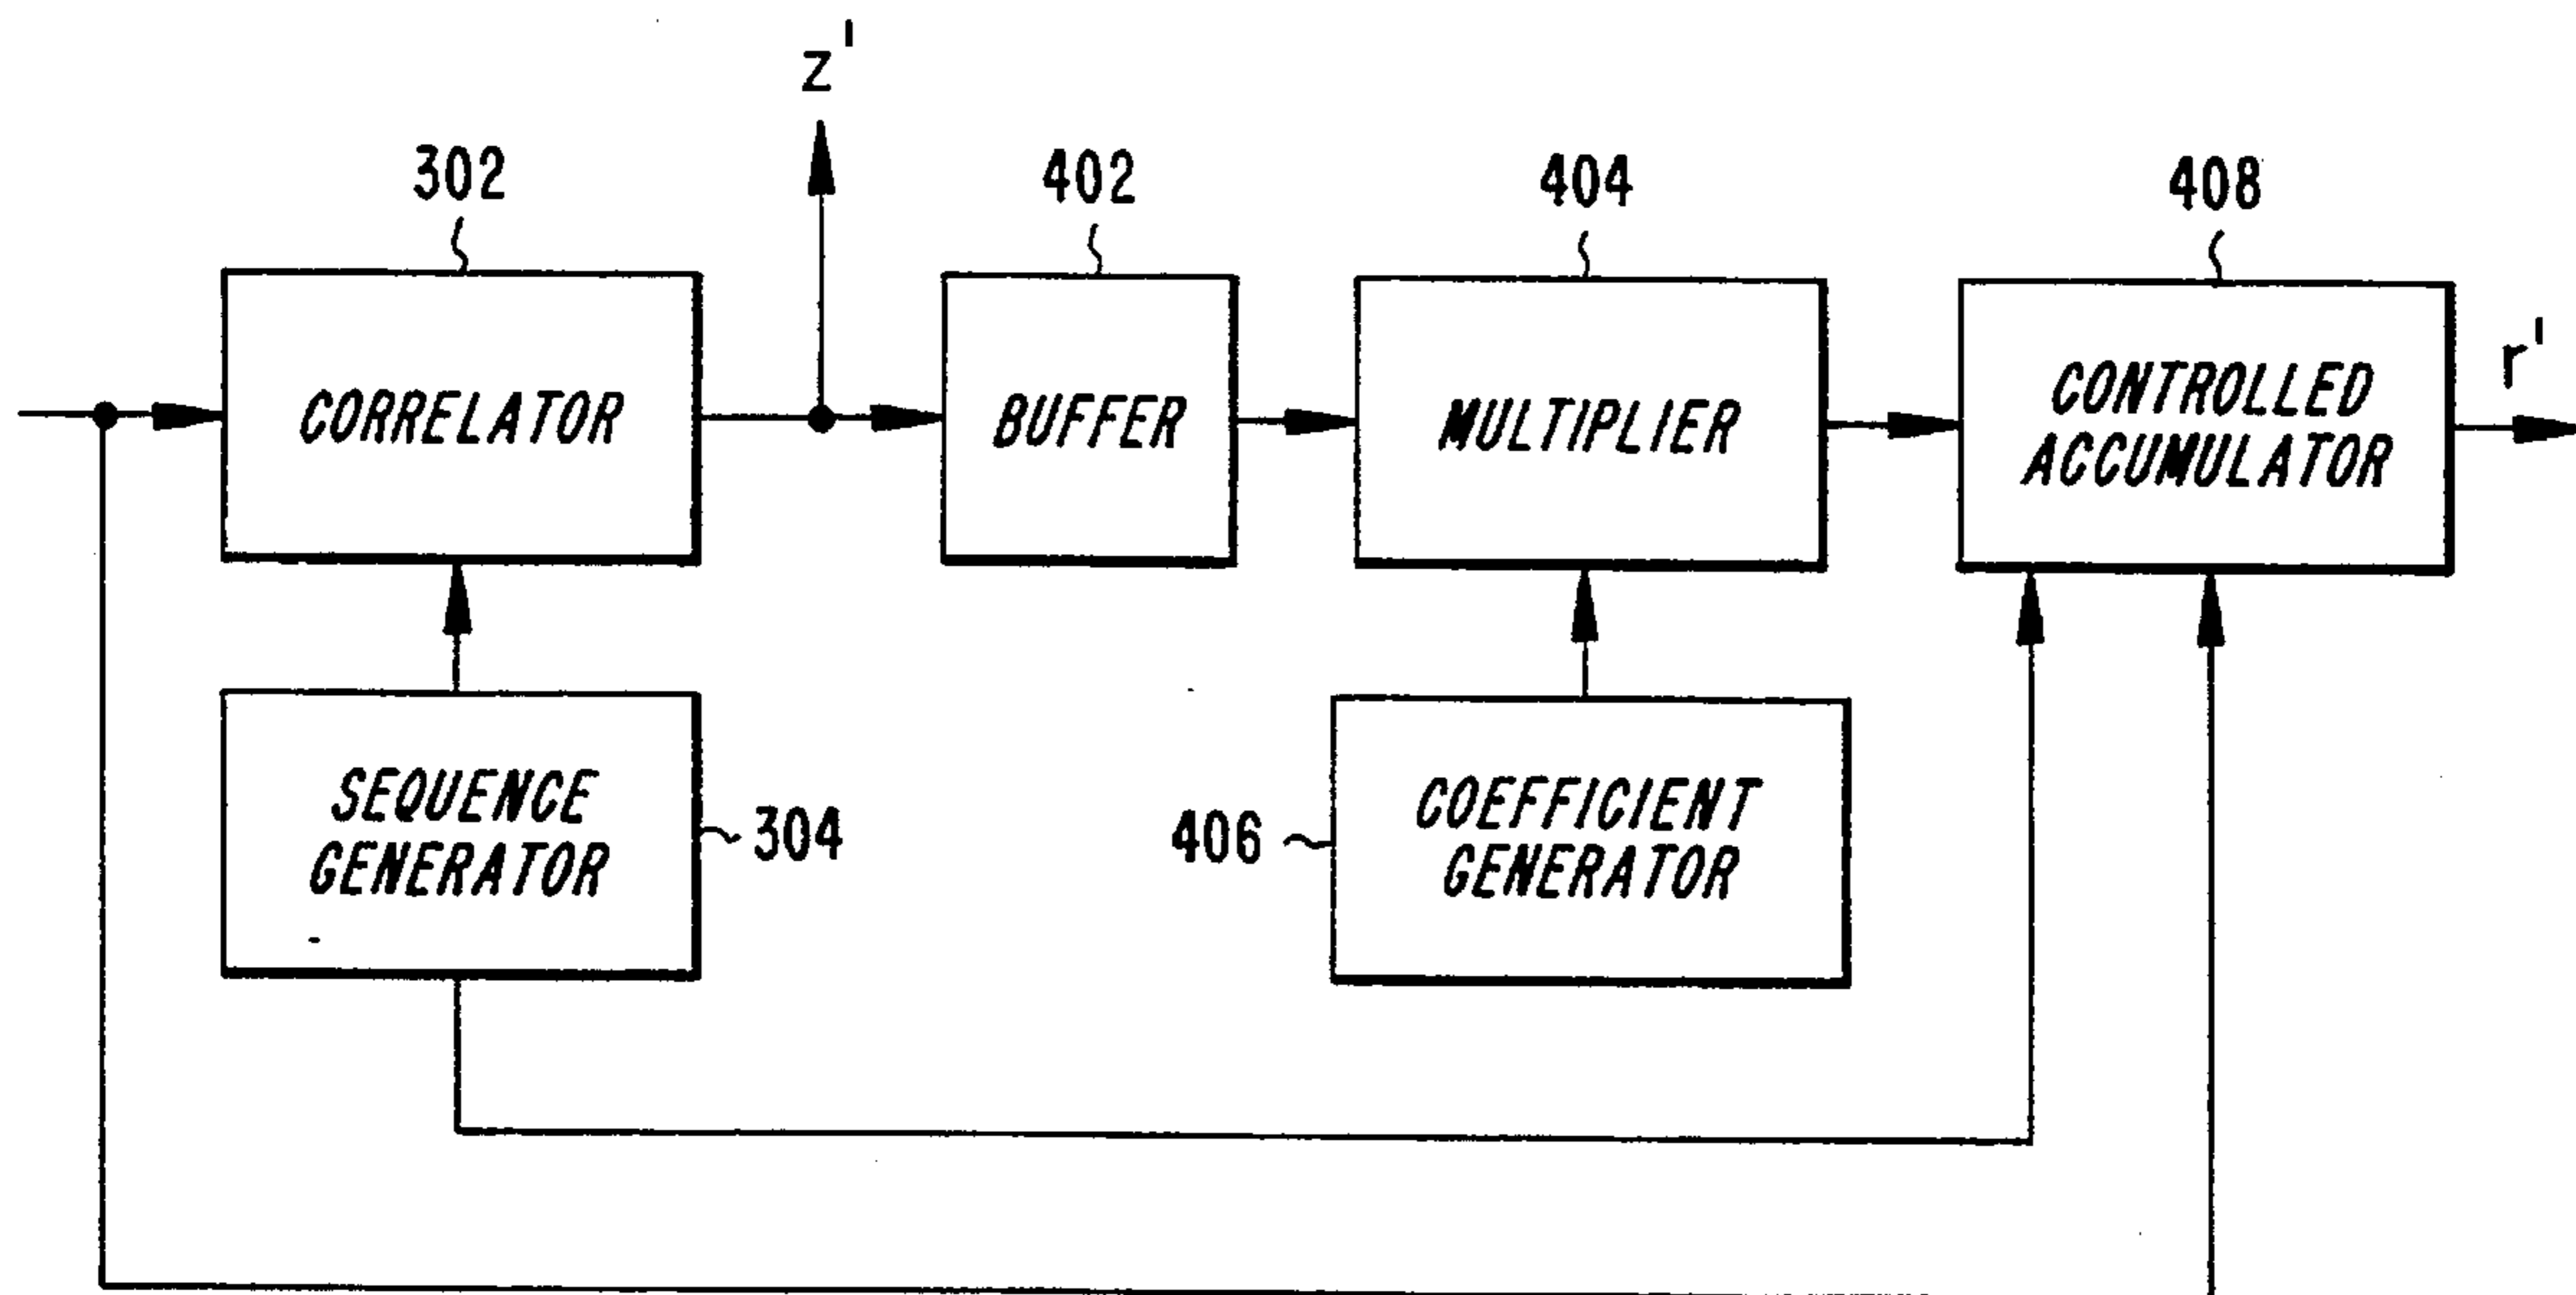 z'
302
402
404
408
CORRELATOR
BUFFER
MULTIPLIER
CONTROLLED
ACCUMULATOR
r'
SEQUENCE
GENERATOR
304
406
COEFFICIENT
GENERATOR